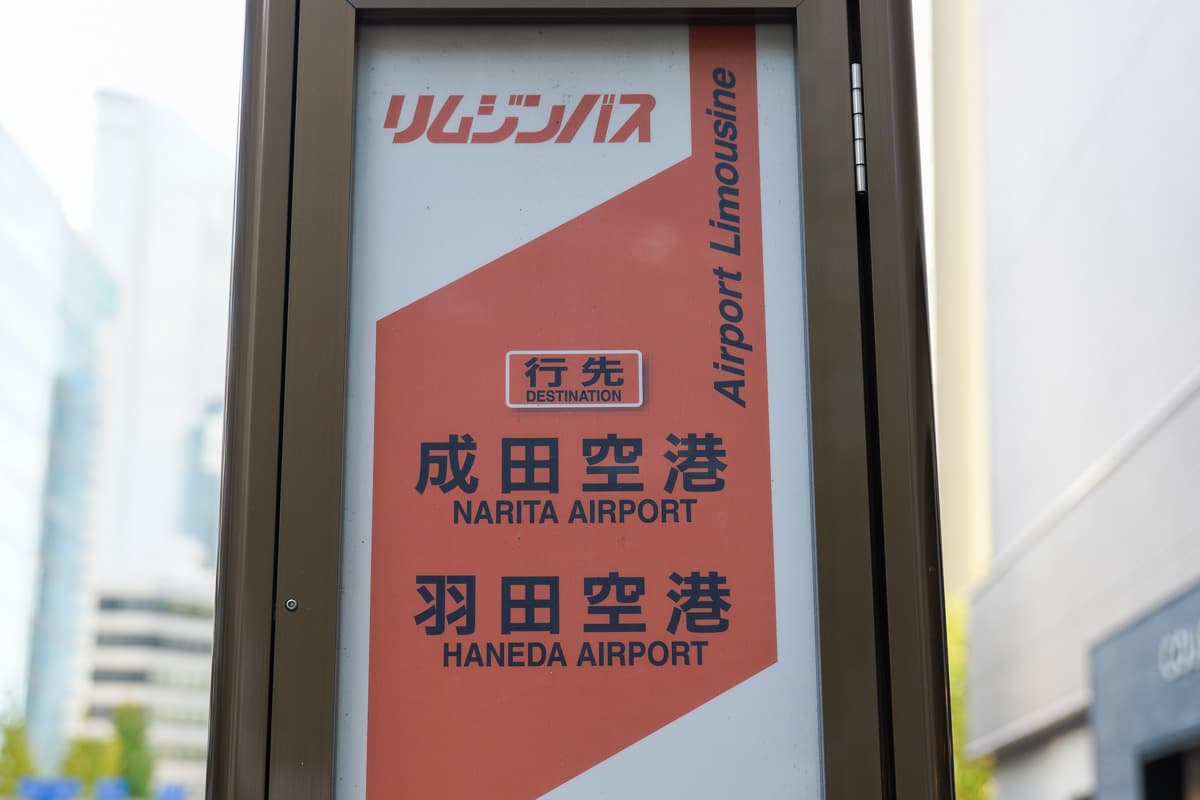 リムジンバス
Airport Limousine
行先
DESTINATION
成田空港
NARITA AIRPORT
羽田空港
HANEDA AIRPORT